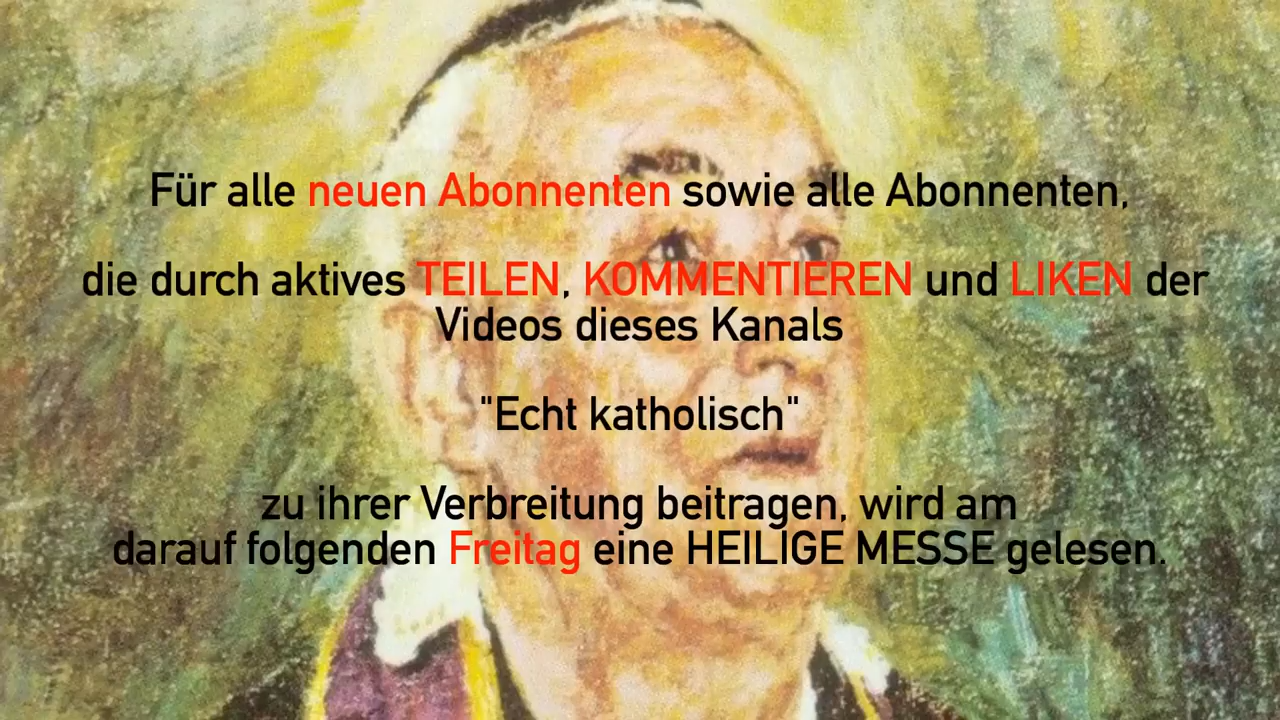 Für alle neuen Abonnenten sowie alle Abonnenten,
die durch aktives TEILEN, KOMMENTIEREN und LIKEN der
Videos dieses Kanals
"Echt katholisch"
zu ihrer Verbreitung beitragen, wird am
darauf folgenden Freitag eine HEILIGE MESSE gelesen.